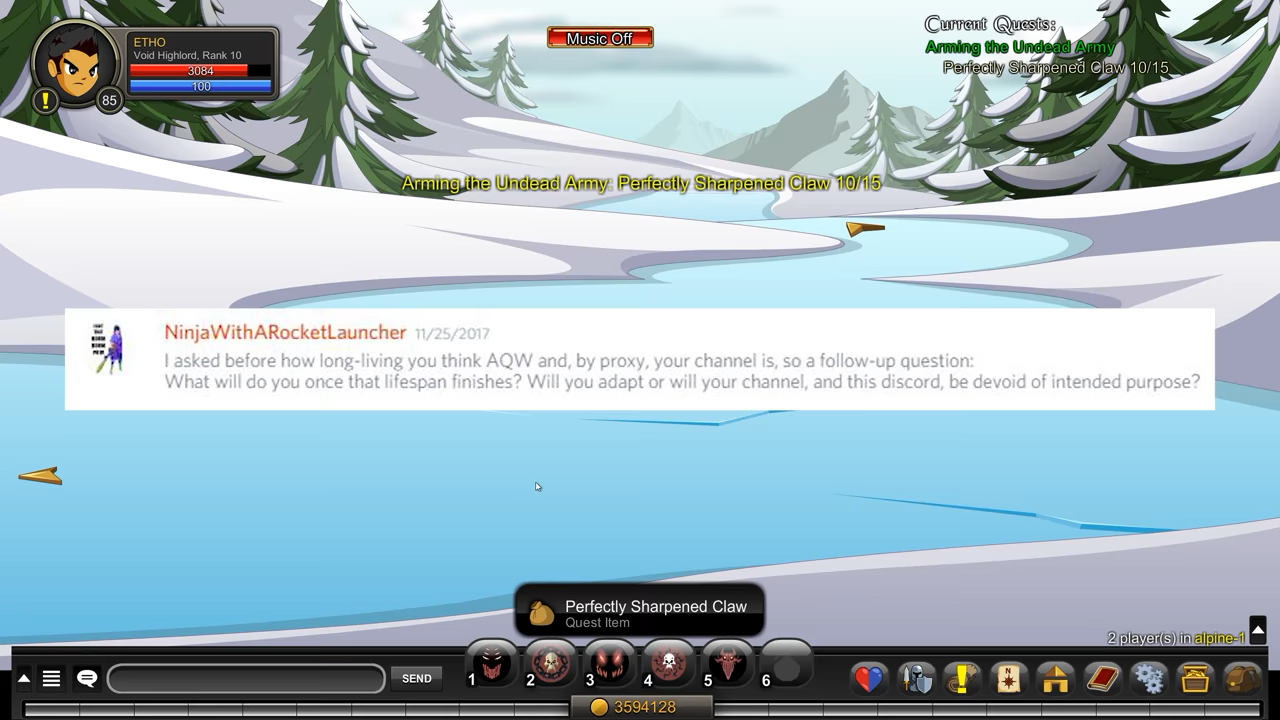 ETHO
Void Highlord, Rank 10
3084
100
85
Music Off
Current Quests:
Arming the Undead Army
Perfectly Sharpened Claw 10/15
Arming the Undead Army: Perfectly Sharpened Claw 10/15
NinjaWithARocketLauncher 11/25/2017
I asked before how long-living you think AQW and, by proxy, your channel is, so a follow-up question:
What will do you once that lifespan finishes? Will you adapt or will your channel, and this discord, be devoid of intended purpose?
Perfectly Sharpened Claw
Quest Item
2 player(s) in alpine-1
SEND
1 2 3 4 5 6
3594128